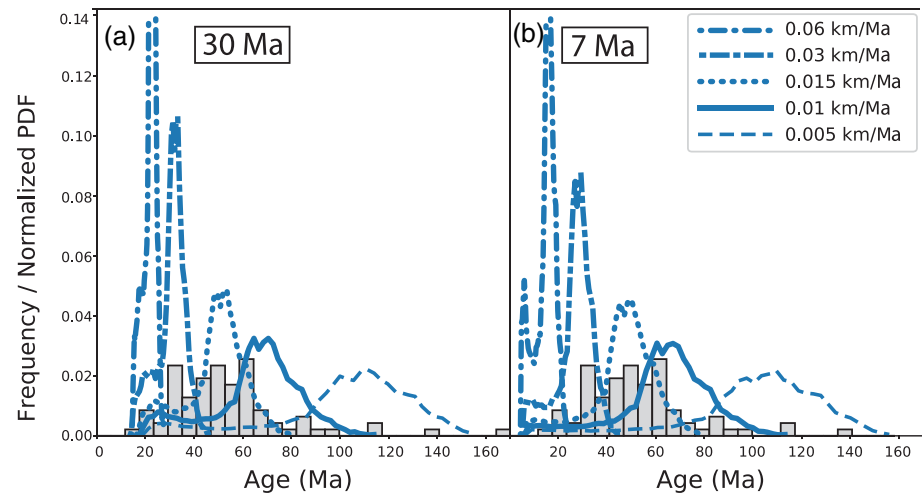 (a)
30 Ma
(b)
7 Ma
0.06 km/Ma
0.03 km/Ma
0.015 km/Ma
0.01 km/Ma
0.005 km/Ma
Frequency / Normalized PDF
0.14
0.12
0.10
0.08
0.06
0.04
0.02
0.00
0 20 40 60 80 100 120 140 160
20 40 60 80 100 120 140 160
Age (Ma)
Age (Ma)